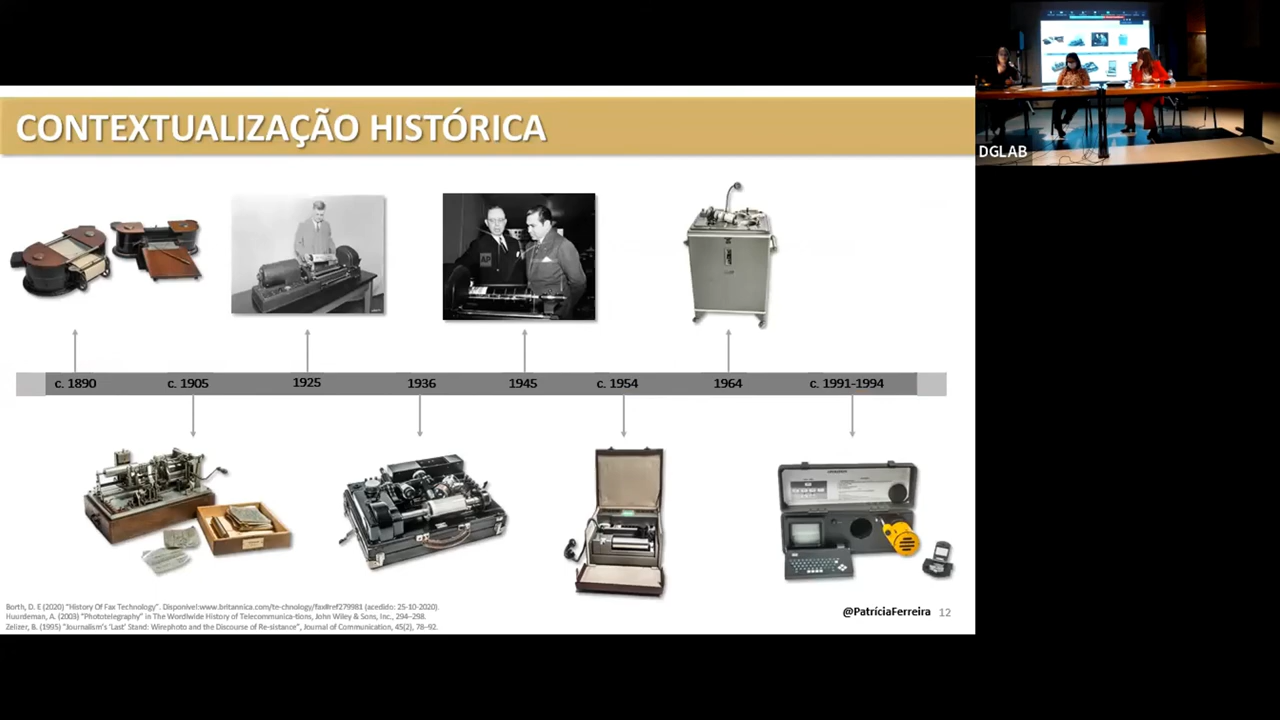 CONTEXTUALIZAÇÃO HISTÓRICA
DGLAB
AP
c. 1890
c. 1905
1925
1936
1945
c. 1954
1964
c. 1991-1994
Borth, D. E (2020) "History Of Fax Technology". Disponível:www.britannica.com/te-chnology/fax#ref279981 (acedido: 25-10-2020).
Huurdeman, A. (2003) "Phototelegraphy" in The Wordlwide History of Telecommunica-tions, John Wiley & Sons, Inc., 294–298.
Zelizer, B. (1995) "Journalism's 'Last' Stand: Wirephoto and the Discourse of Re-sistance", Journal of Communication, 45(2), 78–92.
@PatríciaFerreira 12